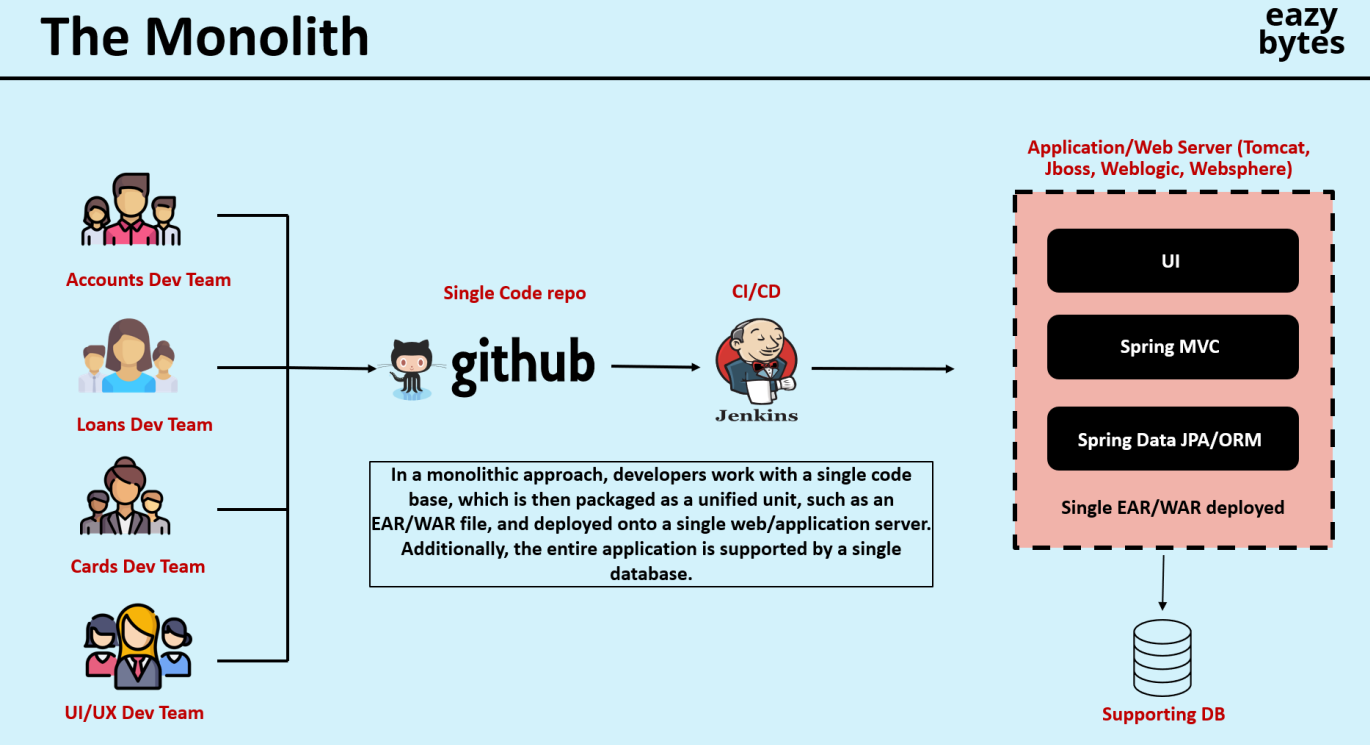 The Monolith
eazy
bytes
Application/Web Server (Tomcat,
Jboss, Weblogic, Websphere)
Accounts Dev Team
Loans Dev Team
Cards Dev Team
UI/UX Dev Team
Single Code repo
github
CI/CD
Jenkins
In a monolithic approach, developers work with a single code
base, which is then packaged as a unified unit, such as an
EAR/WAR file, and deployed onto a single web/application server.
Additionally, the entire application is supported by a single
database.
UI
Spring MVC
Spring Data JPA/ORM
Single EAR/WAR deployed
Supporting DB